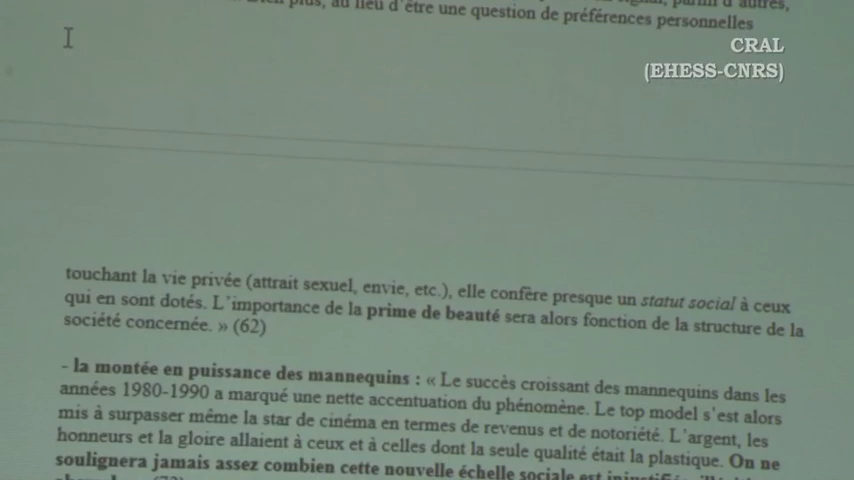 plus, au lieu d'être une question de préférences personnelles
CRAL
(EHESS-CNRS)
touchant la vie privée (attrait sexuel, envie, etc.), elle confère presque un statut social à ceux
qui en sont dotés. L'importance de la prime de beauté sera alors fonction de la structure de la
société concernée. » (62)
- la montée en puissance des mannequins : « Le succès croissant des mannequins dans les
années 1980-1990 a marqué une nette accentuation du phénomène. Le top model s'est alors
mis à surpasser même la star de cinéma en termes de revenus et de notoriété. L'argent, les
honneurs et la gloire allaient à ceux et à celles dont la seule qualité était la plastique. On ne
soulignera jamais assez combien cette nouvelle échelle sociale est